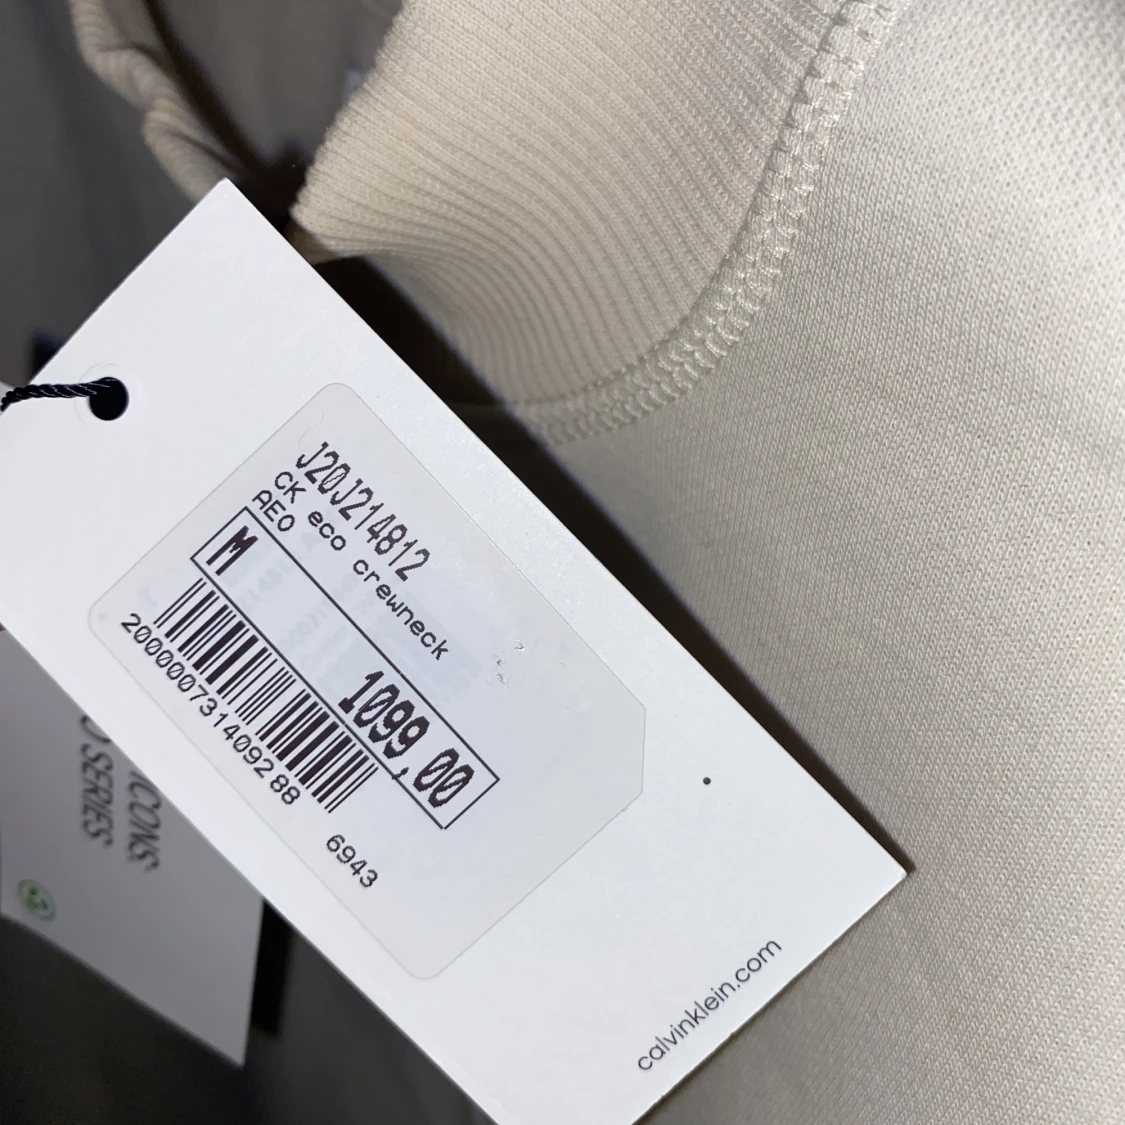 J20J214812
CK eco crewneck
AEO
M
1099,00
2000007314092 88
6943
calvinklein.com
ICONS
SERIES